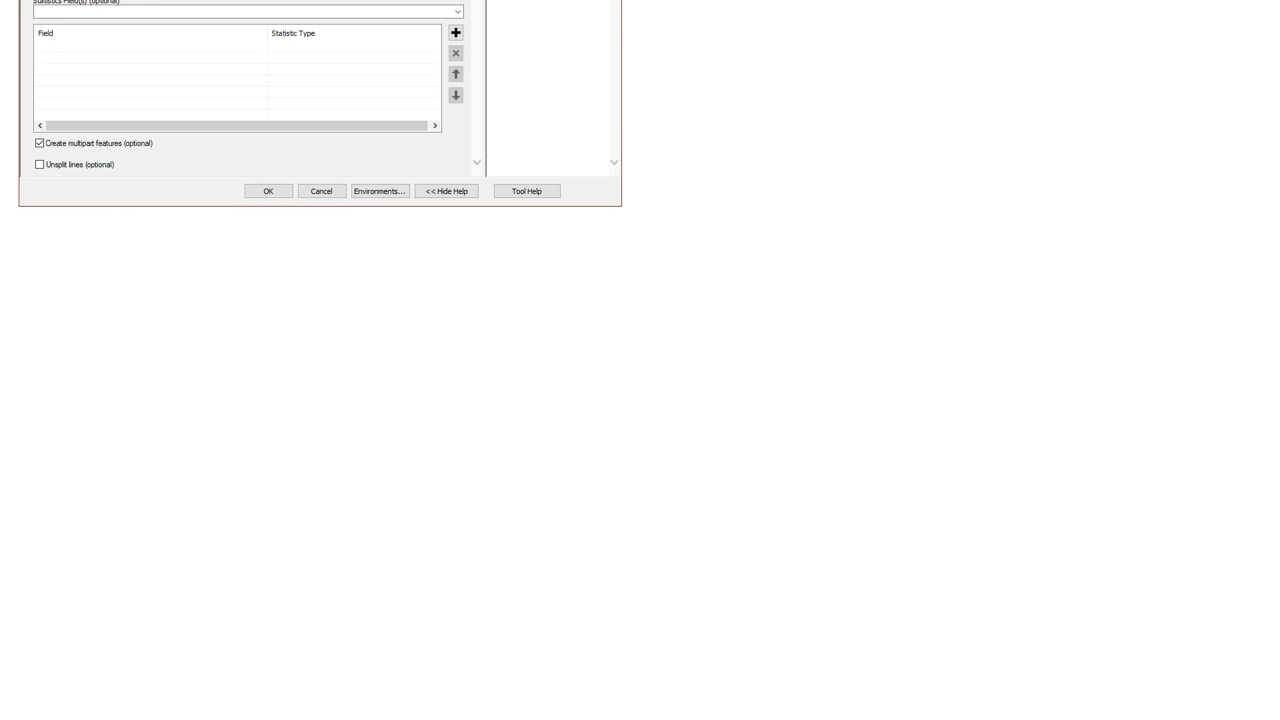 Statistics Field(s) (optional)
Field Statistic Type
Create multipart features (optional)
Unsplit lines (optional)
OK Cancel Environments... << Hide Help Tool Help